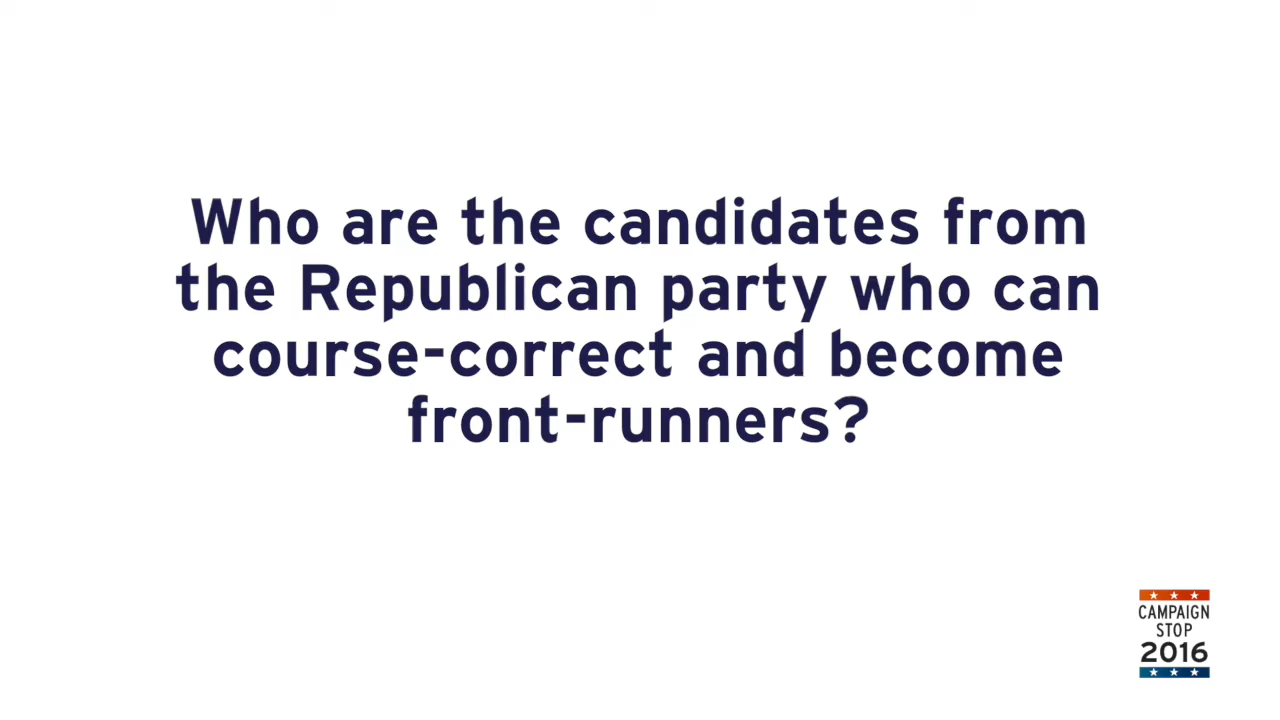 Who are the candidates from
the Republican party who can
course-correct and become
front-runners?
CAMPAIGN
STOP
2016